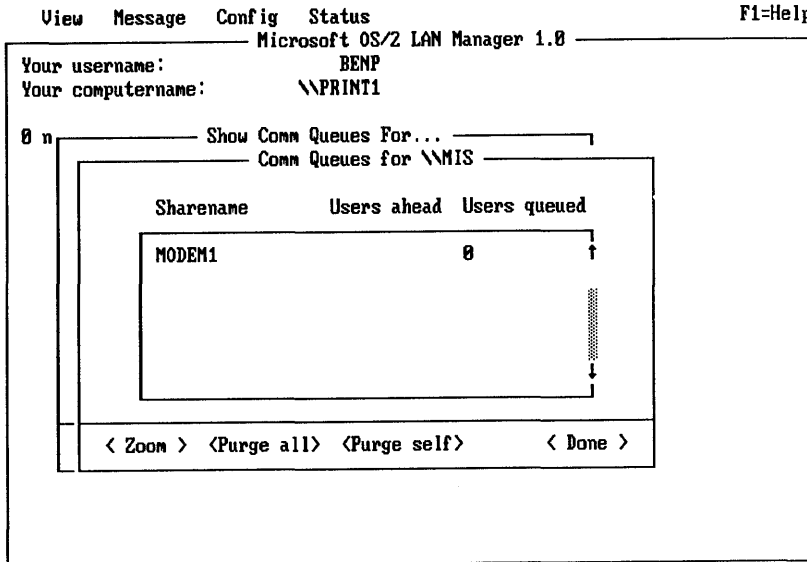 View Message Config Status F1=Help
Microsoft OS/2 LAN Manager 1.0
Your username: BENP
Your computername: \\PRINT1
0 n
Show Comm Queues For...
Comm Queues for \\MIS
Sharename Users ahead Users queued
MODEM1 0
< Zoom > <Purge all> <Purge self> < Done >